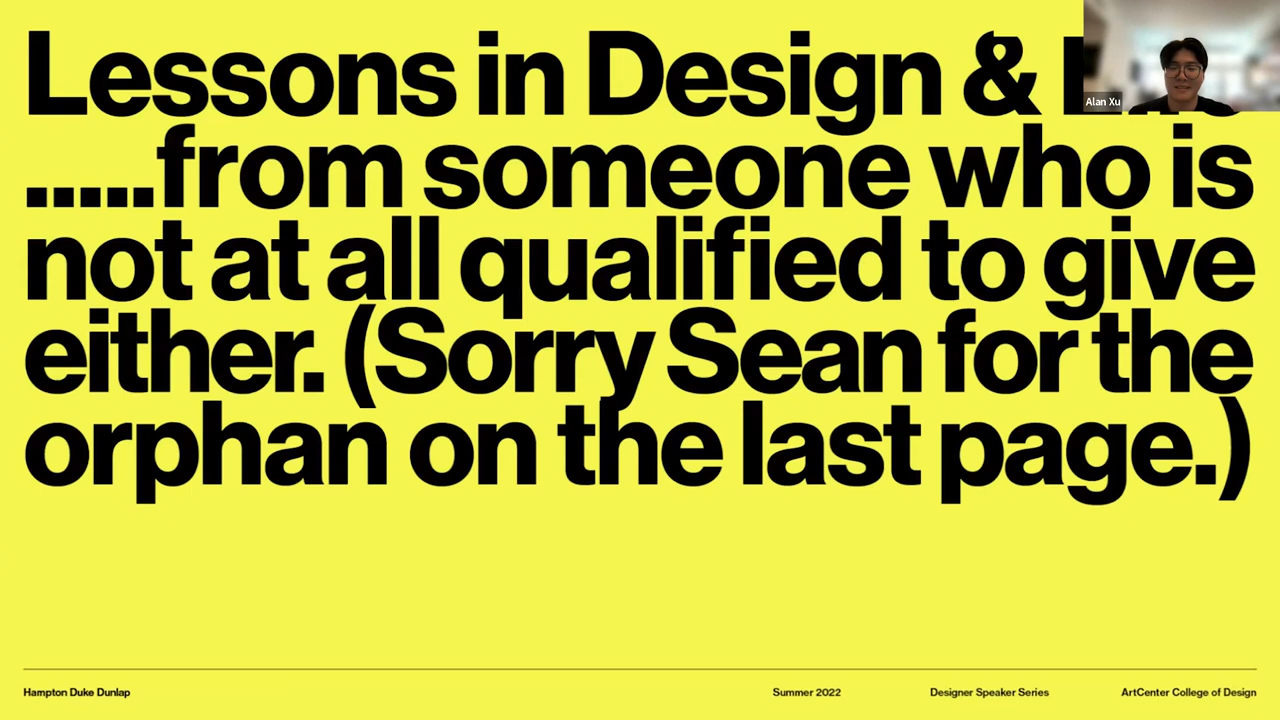 Lessons in Design &
.....from someone who is
not at all qualified to give
either. (Sorry Sean for the
orphan on the last page.)
Alan Xu
Hampton Duke Dunlap
Summer 2022
Designer Speaker Series
ArtCenter College of Design